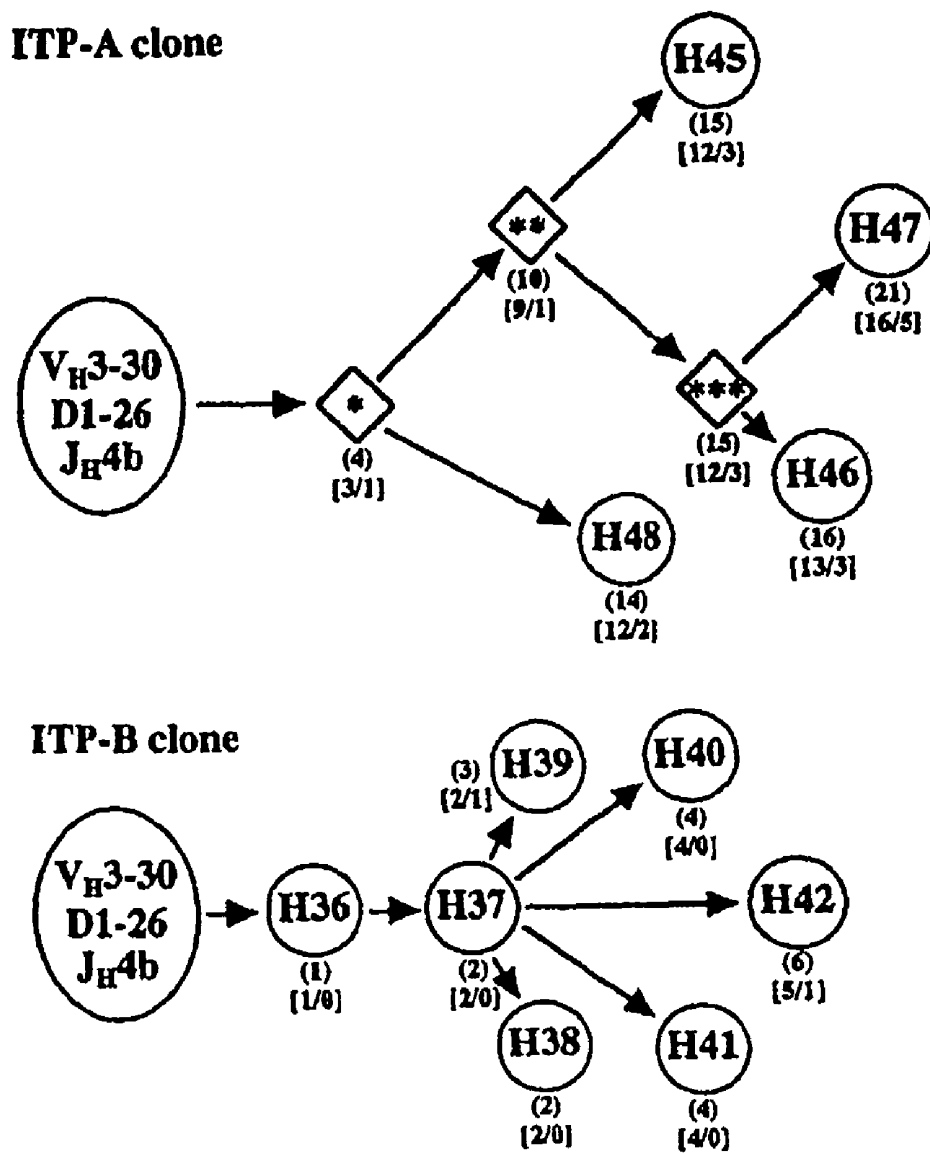 ITP-A clone
H45
(15)
[12/3]
**
(10)
[9/1]
H47
(21)
[16/5]
VH3-30
D1-26
JH4b
*
(4)
[3/1]
***
(15)
[12/3]
H46
(16)
[13/3]
H48
(14)
[12/2]
ITP-B clone
H39
(3)
[2/1]
H40
(4)
[4/0]
VH3-30
D1-26
JH4b
H36
(1)
[1/0]
H37
(2)
[2/0]
H42
(6)
[5/1]
H38
(2)
[2/0]
H41
(4)
[4/0]